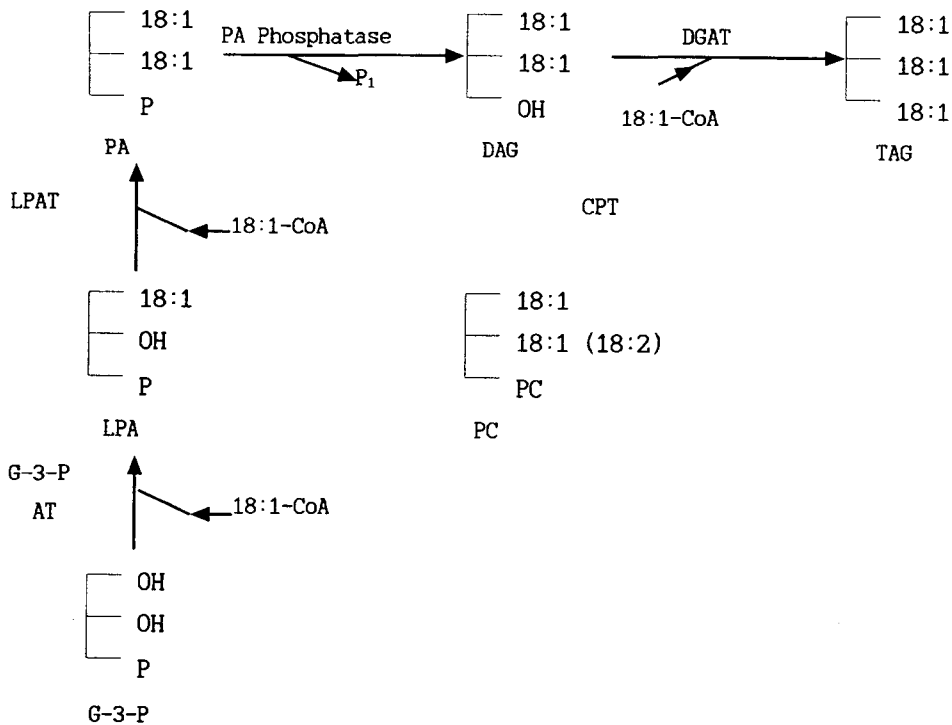 18:1
18:1
P
PA
PA Phosphatase
P₁
18:1
18:1
OH
DAG
DGAT
18:1-CoA
18:1
18:1
18:1
TAG
LPAT
18:1-CoA
CPT
18:1
OH
P
LPA
18:1
18:1 (18:2)
PC
PC
G-3-P
AT
18:1-CoA
OH
OH
P
G-3-P